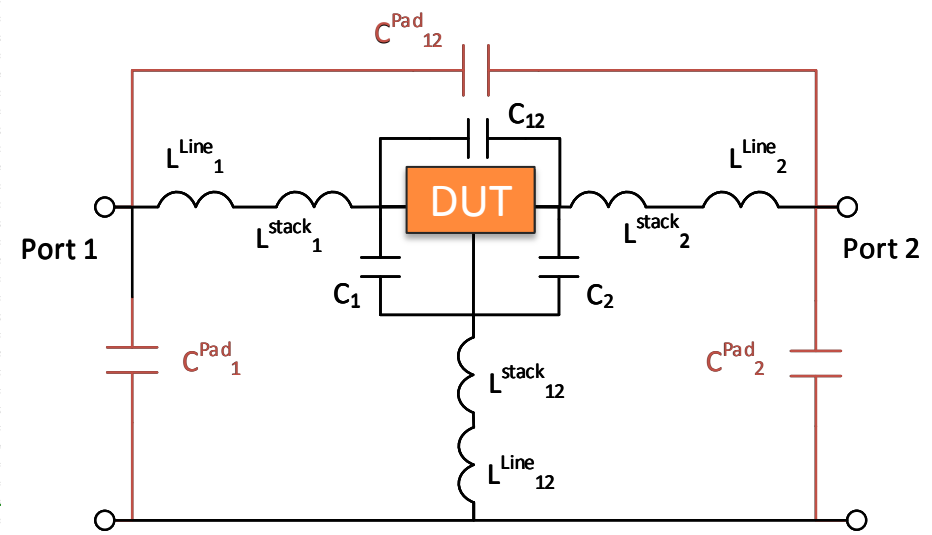 C^Pad_12
C_12
L^Line_1
L^Line_2
DUT
L^stack_1
L^stack_2
Port 1
Port 2
C_1
C_2
C^Pad_1
C^Pad_2
L^stack_12
L^Line_12